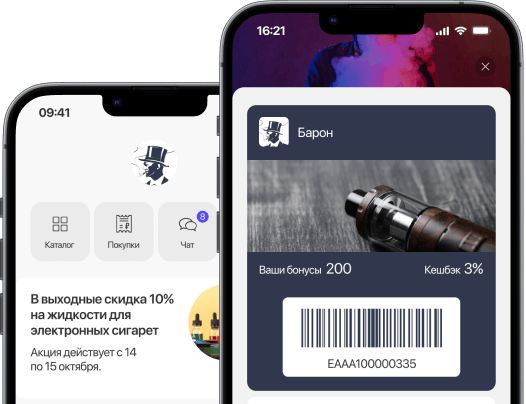 09:41
Каталог
Покупки
Чат
8
В выходные скидка 10%
на жидкости для
электронных сигарет
Акция действует с 14
по 15 октября.
16:21
Барон
Ваши бонусы 200
Кешбэк 3%
EAAA100000335